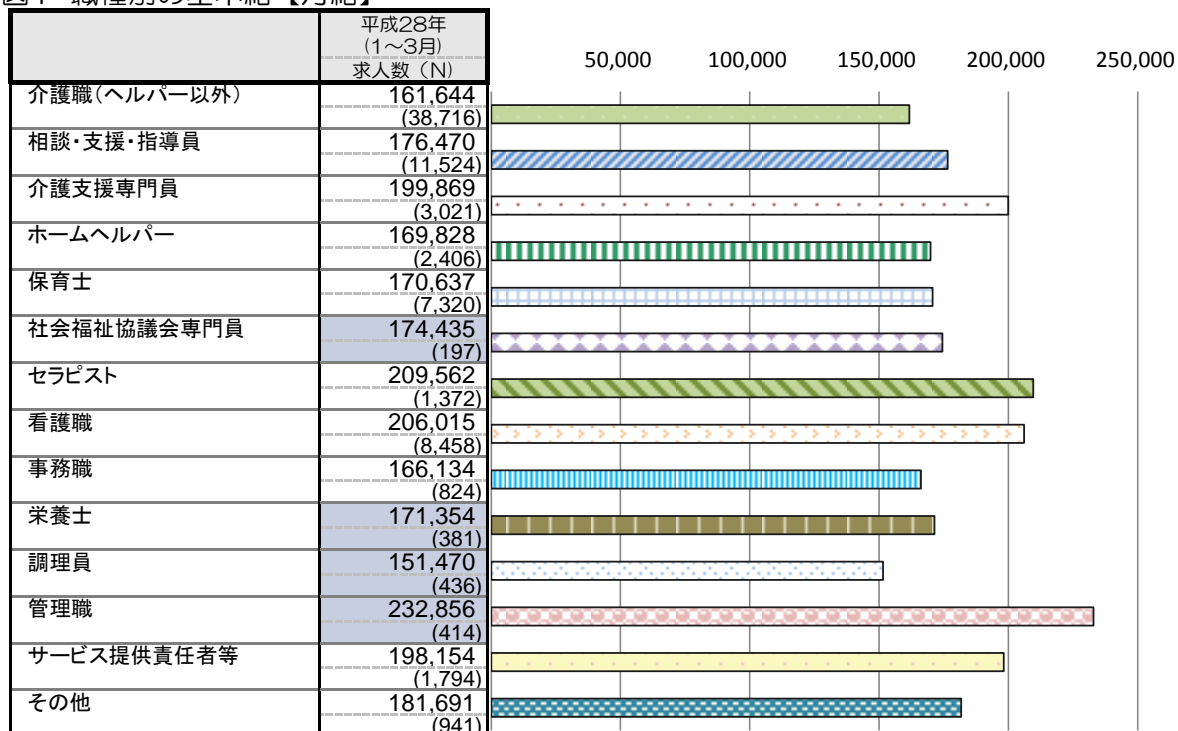 平成28年
(1～3月)
求人数（N）
50,000 100,000 150,000 200,000 250,000
介護職(ヘルパー以外) 161,644
(38,716)
相談・支援・指導員 176,470
(11,524)
介護支援専門員 199,869
(3,021)
ホームヘルパー 169,828
(2,406)
保育士 170,637
(7,320)
社会福祉協議会専門員 174,435
(197)
セラピスト 209,562
(1,372)
看護職 206,015
(8,458)
事務職 166,134
(824)
栄養士 171,354
(381)
調理員 151,470
(436)
管理職 232,856
(414)
サービス提供責任者等 198,154
(1,794)
その他 181,691
(941)